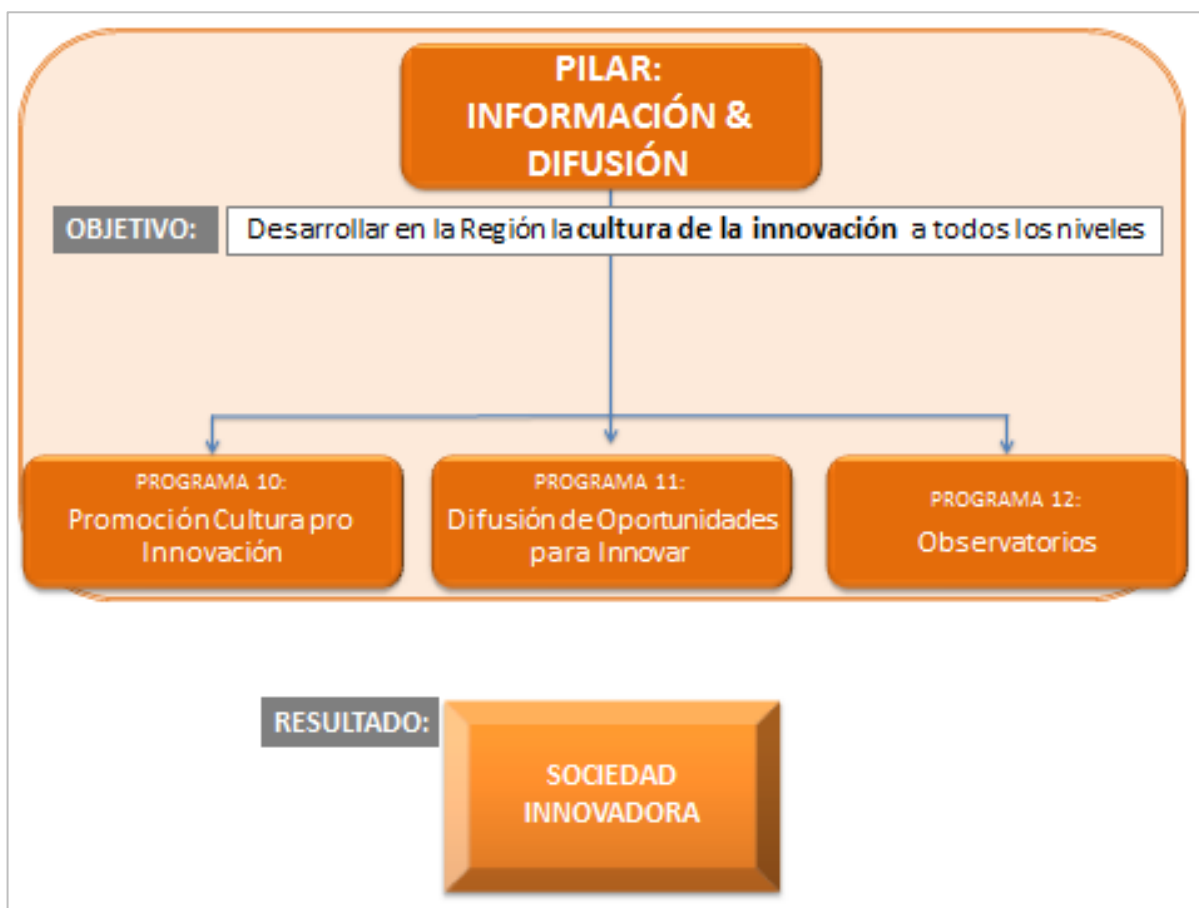 PILAR:
INFORMACIÓN &
DIFUSIÓN
OBJETIVO:
Desarrollar en la Región la cultura de la innovación a todos los niveles
PROGRAMA 10:
Promoción Cultura pro
Innovación
PROGRAMA 11:
Difusión de Oportunidades
para Innovar
PROGRAMA 12:
Observatorios
RESULTADO:
SOCIEDAD
INNOVADORA